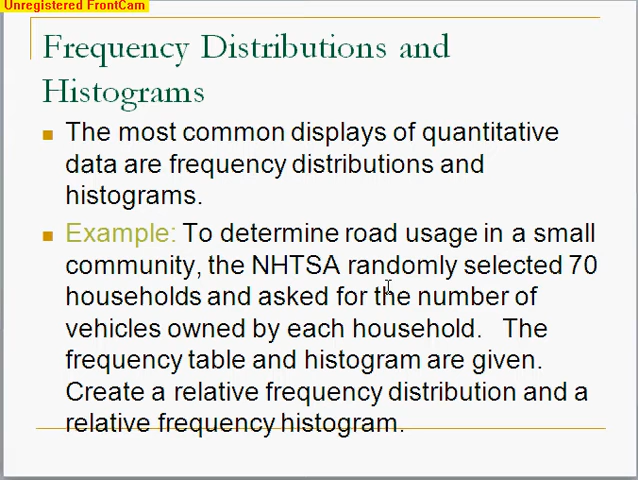 Unregistered FrontCam
Frequency Distributions and
Histograms
The most common displays of quantitative
data are frequency distributions and
histograms.
Example: To determine road usage in a small
community, the NHTSA randomly selected 70
households and asked for the number of
vehicles owned by each household. The
frequency table and histogram are given.
Create a relative frequency distribution and a
relative frequency histogram.